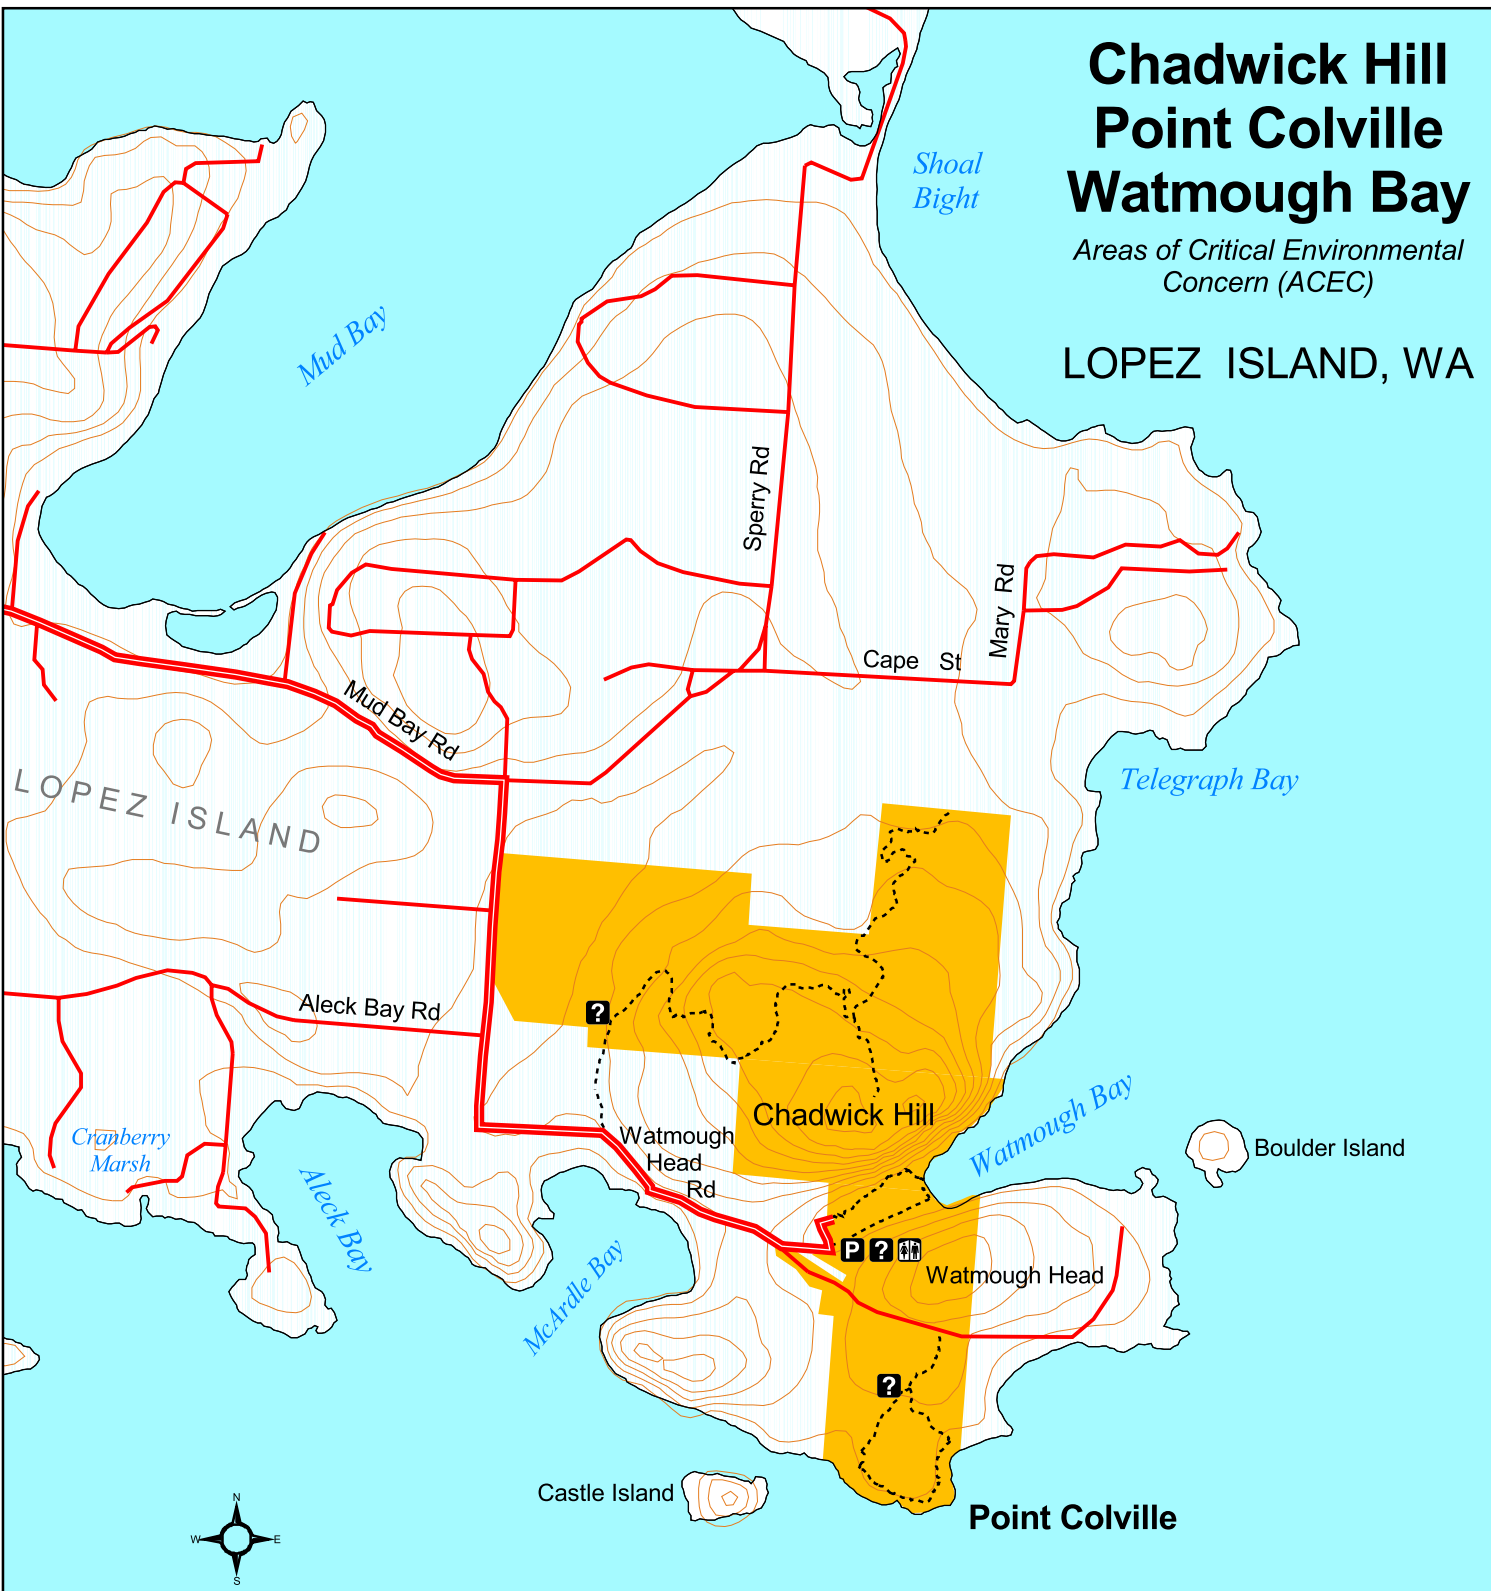 Chadwick Hill
Point Colville
Watmough Bay
Areas of Critical Environmental
Concern (ACEC)
LOPEZ ISLAND, WA
Shoal
Bight
Mud Bay
Sperry Rd
Mary Rd
Cape St
Mud Bay Rd
LOPEZ ISLAND
Telegraph Bay
Aleck Bay Rd
?
Chadwick Hill
Watmough Bay
Cranberry
Marsh
Watmough
Head
Rd
Boulder Island
Aleck Bay
McArdle Bay
P ?
Watmough Head
?
Castle Island
Point Colville
N
W E
S